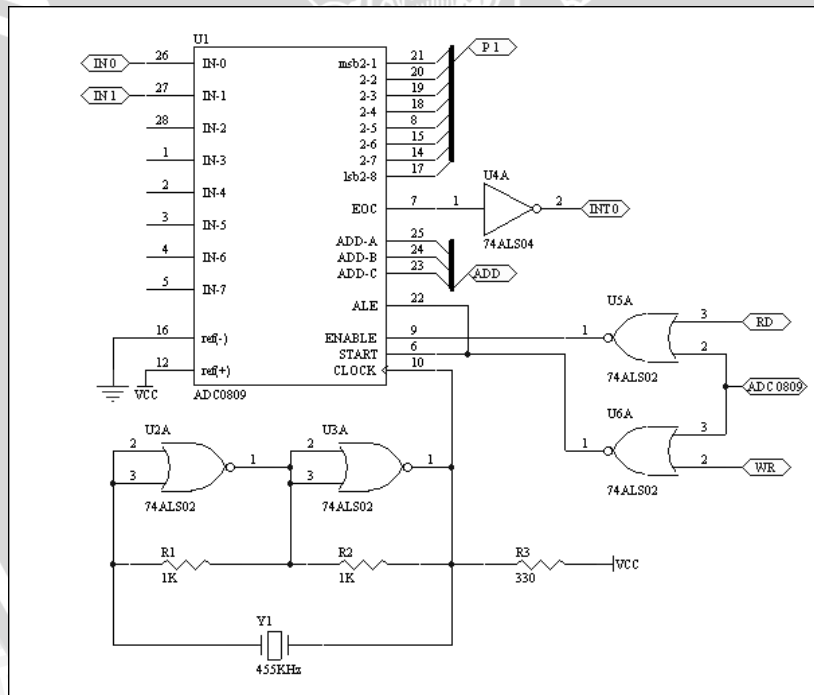 U1
IN0 26 IN-0 msb2-1 21 P1
IN1 27 IN-1 2-2 20
2-3 19
28 IN-2 2-4 18
2-5 8
1 IN-3 2-6 15
2-7 14
2 IN-4 lsb2-8 17
U4A
3 IN-5 EOC 7 1 2 INT0
74ALS04
4 IN-6 ADD-A 25
ADD-B 24
5 IN-7 ADD-C 23 ADD
ALE 22
U5A
16 ref(-) ENABLE 9 1 3 RD
START 6 2
12 ref(+) CLOCK 10 74ALS02
VCC ADC0809 ADC0809
U6A
1 3
2 WR
74ALS02
U2A U3A
2 1 2 1
3 3
74ALS02 74ALS02
R1 R2 R3
1K 1K 330 VCC
Y1
455KHz